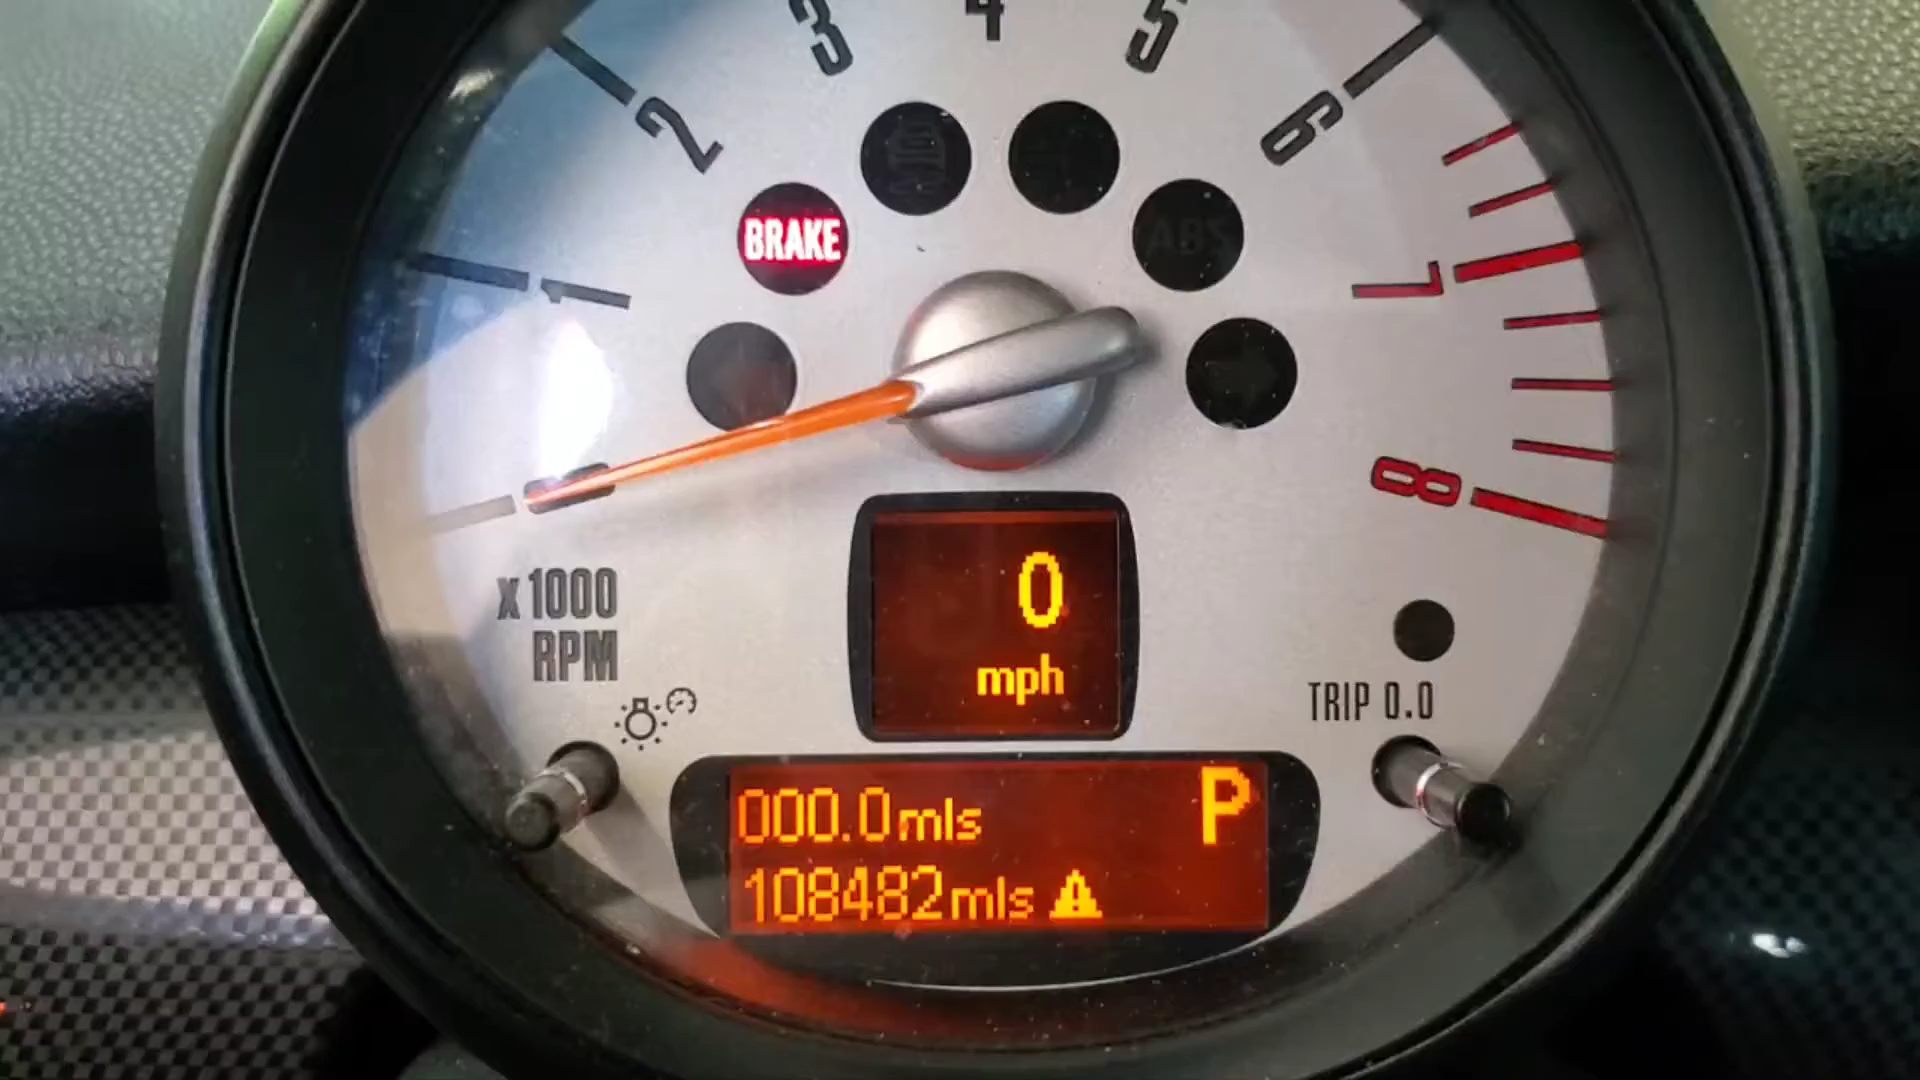 3 4 5
2 6
BRAKE
ABS
1 7
8
0
mph
x 1000
RPM
TRIP 0.0
000.0mls P
108482mls